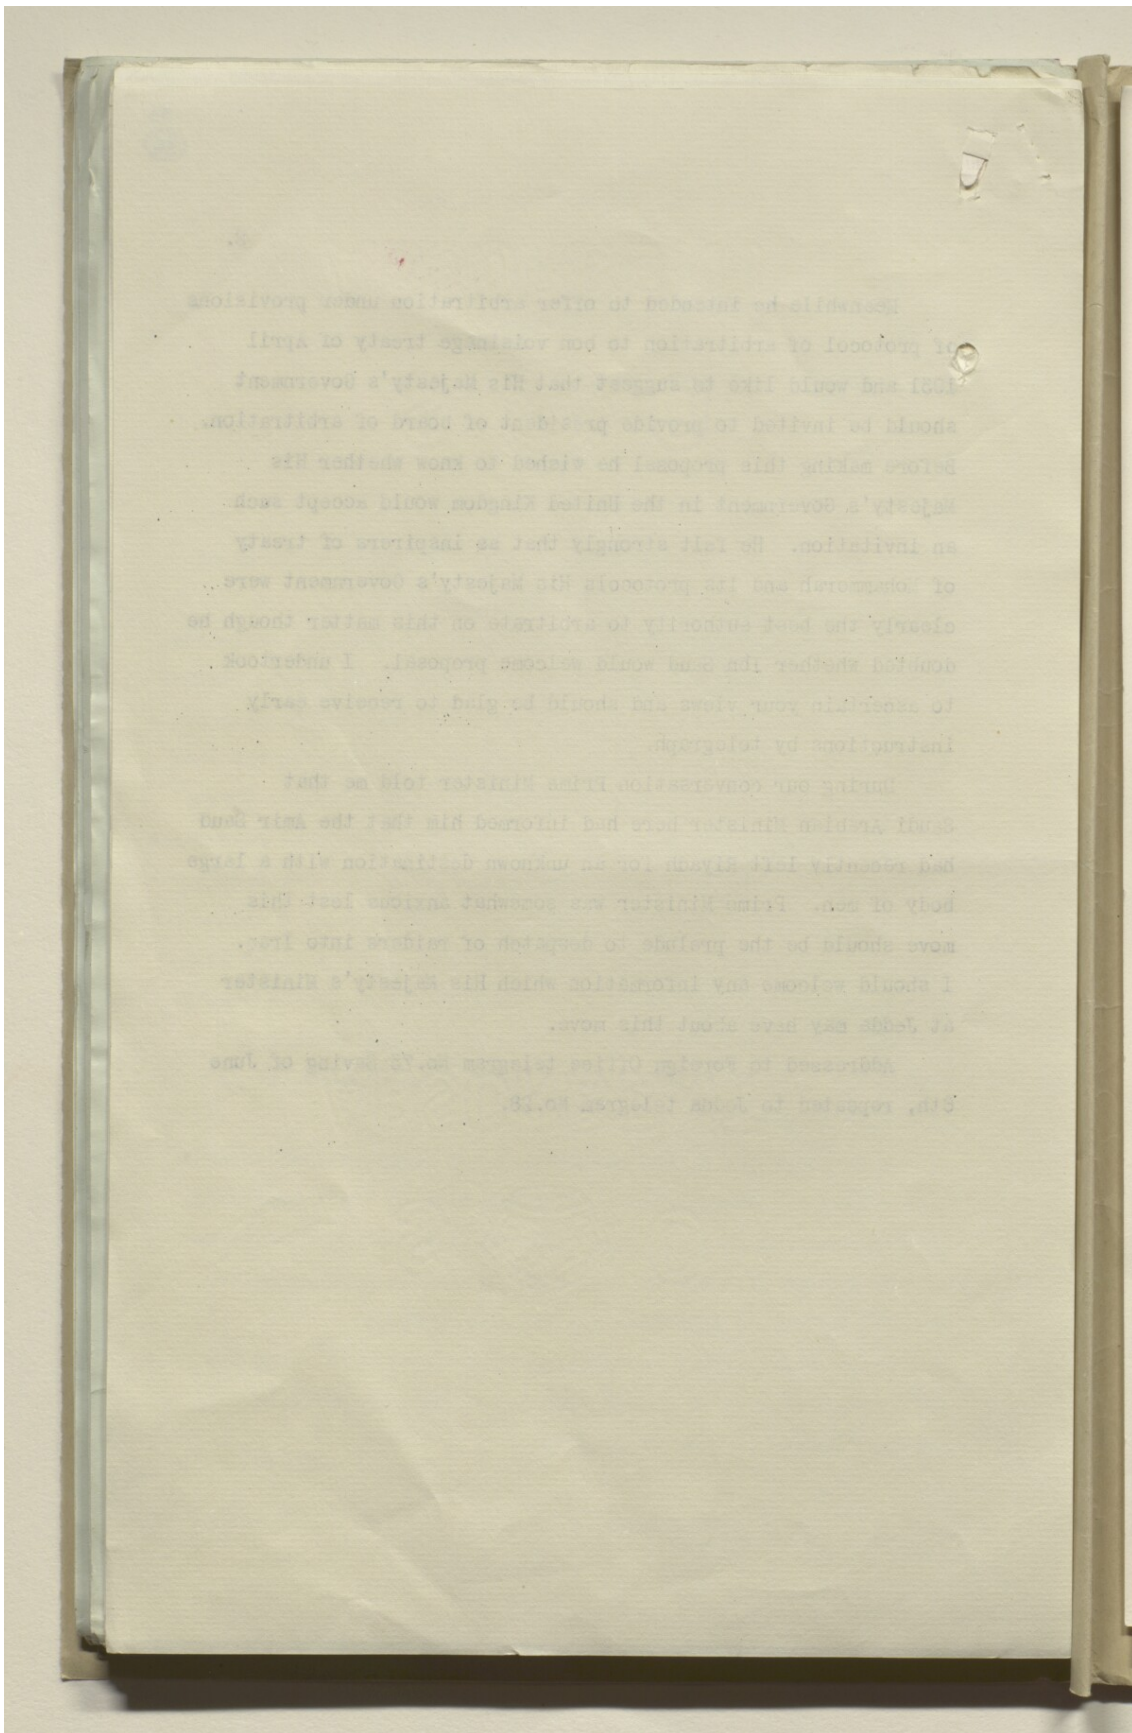 2.
Meanwhile he intended to offer arbitration under provisions
of protocol of arbitration to bon voisinage treaty of April
1931 and would like to suggest that His Majesty's Government
should be invited to provide president of board of arbitration.
Before making this proposal he wished to know whether His
Majesty's Government in the United Kingdom would accept such
an invitation. He felt strongly that as inspirers of treaty
of Mohammerah and its protocols His Majesty's Government were
clearly the best authority to arbitrate on this matter though he
doubted whether Ibn Saud would welcome proposal. I undertook
to ascertain your views and should be glad to receive early
instructions by telegraph.
During our conversation Prime Minister told me that
Saudi Arabian Minister here had informed him that the Amir Saud
had recently left Riyadh for an unknown destination with a large
body of men. Prime Minister was somewhat anxious lest this
move should be the prelude to despatch of raiders into Iraq.
I should welcome any information which His Majesty's Minister
at Jedda may have about this move.
Addressed to Foreign Office telegram No.75 Saving of June
8th, repeated to Jedda telegram No.18.